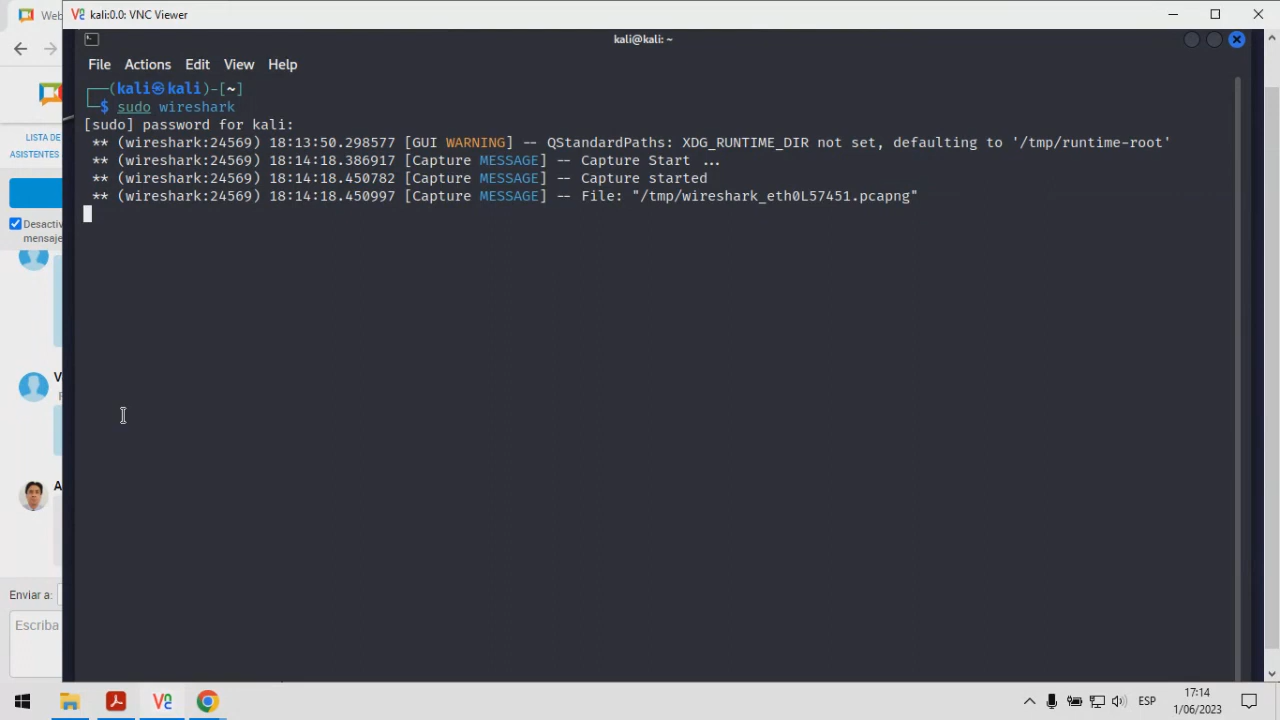 Web
kali:0.0: VNC Viewer
kali@kali: ~
File Actions Edit View Help
┌──(kali㉿kali)-[~]
└─$ sudo wireshark
[sudo] password for kali:
** (wireshark:24569) 18:13:50.298577 [GUI WARNING] -- QStandardPaths: XDG_RUNTIME_DIR not set, defaulting to '/tmp/runtime-root'
** (wireshark:24569) 18:14:18.386917 [Capture MESSAGE] -- Capture Start ...
** (wireshark:24569) 18:14:18.450782 [Capture MESSAGE] -- Capture started
** (wireshark:24569) 18:14:18.450997 [Capture MESSAGE] -- File: "/tmp/wireshark_eth0L57451.pcapng"
LISTA DE
ASISTENTES
Desactiv
mensaje
V
A
Enviar a:
Escriba
ESP
17:14
1/06/2023